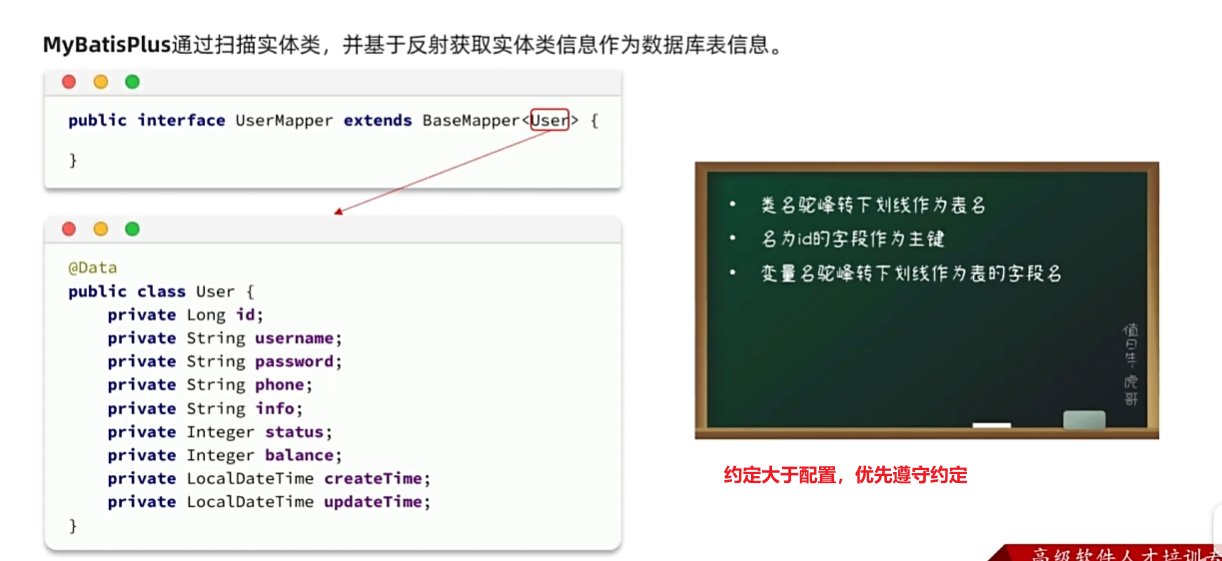 MyBatisPlus通过扫描实体类，并基于反射获取实体类信息作为数据库表信息。
public interface UserMapper extends BaseMapper<User> {
}
@Data
public class User {
private Long id;
private String username;
private String password;
private String phone;
private String info;
private Integer status;
private Integer balance;
private LocalDateTime createTime;
private LocalDateTime updateTime;
}
• 类名驼峰转下划线作为表名
• 名为id的字段作为主键
• 变量名驼峰转下划线作为表的字段名
值日生·虎哥
约定大于配置，优先遵守约定
高级软件人才培训